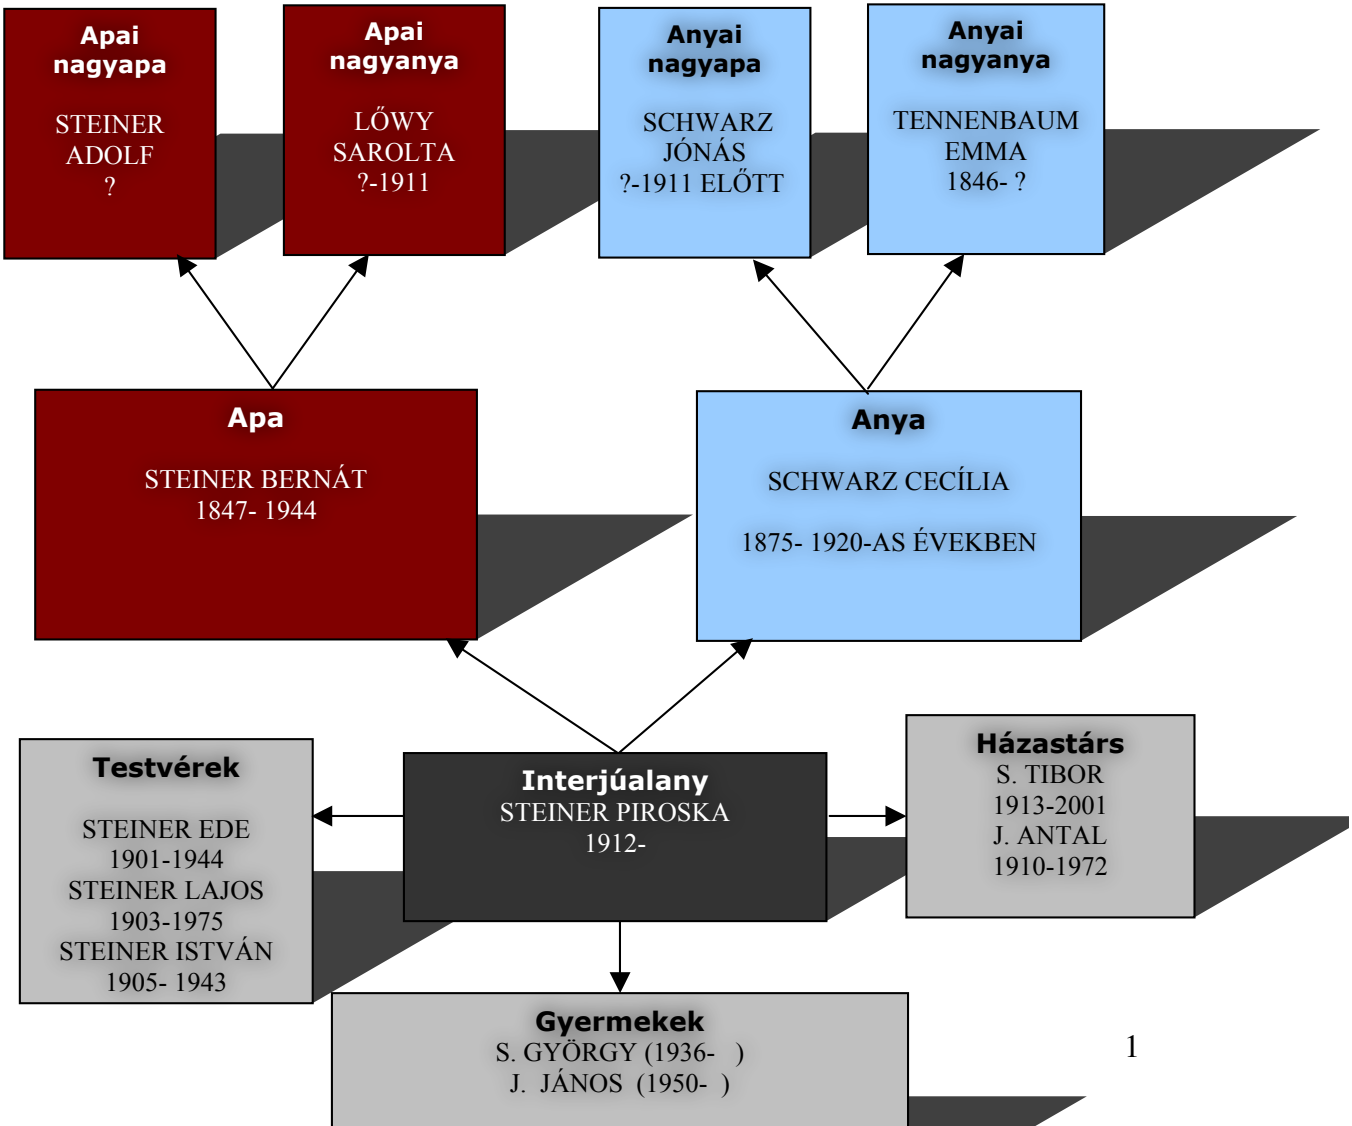 Apai
nagyapa
STEINER
ADOLF
?
Apai
nagyanya
LŐWY
SAROLTA
?-1911
Anyai
nagyapa
SCHWARZ
JÓNÁS
?-1911 ELŐTT
Anyai
nagyanya
TENNENBAUM
EMMA
1846- ?
Apa
STEINER BERNÁT
1847- 1944
Anya
SCHWARZ CECÍLIA
1875- 1920-AS ÉVEKBEN
Testvérek
STEINER EDE
1901-1944
STEINER LAJOS
1903-1975
STEINER ISTVÁN
1905- 1943
Interjúalany
STEINER PIROSKA
1912-
Házastárs
S. TIBOR
1913-2001
J. ANTAL
1910-1972
Gyermekek
S. GYÖRGY (1936-   )
J.  JÁNOS  (1950-   )
1